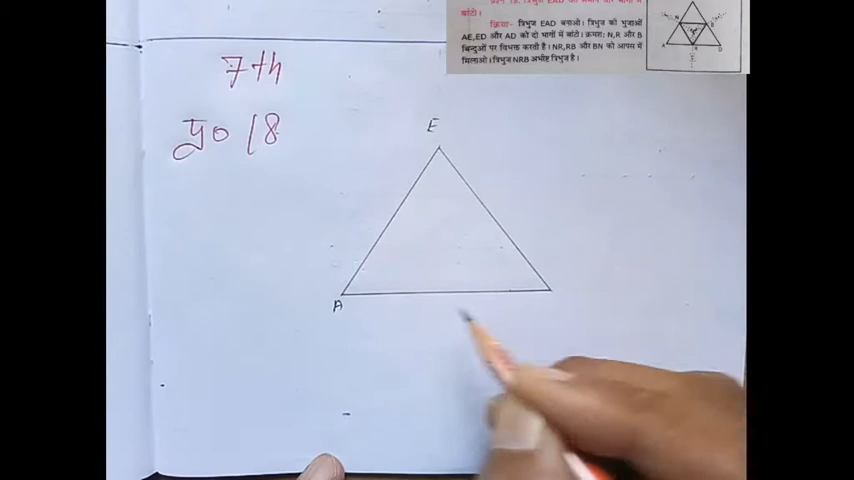 क्रिया- त्रिभुज EAD बनाओ। त्रिभुज की भुजाओं
AE,ED और AD को दो भागों में बांटो। क्रमश: N,R और B
बिन्दुओं पर विभक्त करती है। NR,RB और BN को आपस में
मिलाओ। त्रिभुज NRB अभीष्ट त्रिभुज है।
N
B
A
R
D
7th
पृ० 18
E
A